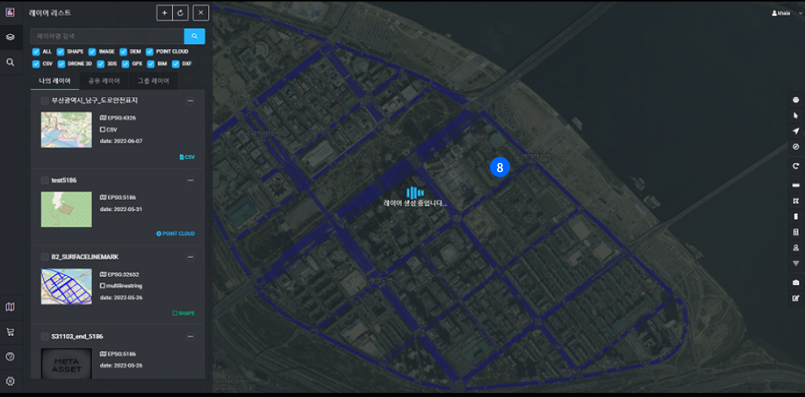 레이어 리스트
레이어명 검색
ALL SHAPE IMAGE DEM POINT CLOUD
CSV DRONE 3D 3DS GPX BIM DXF
나의 레이어 공유 레이어 그룹 레이어
부산광역시_남구_도로안전표지
EPSG:4326
CSV
date: 2022-06-07
CSV
test5186
EPSG:5186
date: 2022-05-31
POINT CLOUD
B2_SURFACELINEMARK
EPSG:32652
multilinestring
date: 2022-05-26
SHAPE
S31103_end_5186
EPSG:5186
date: 2022-05-26
META
ASSET
8
레이어 생성 중입니다...